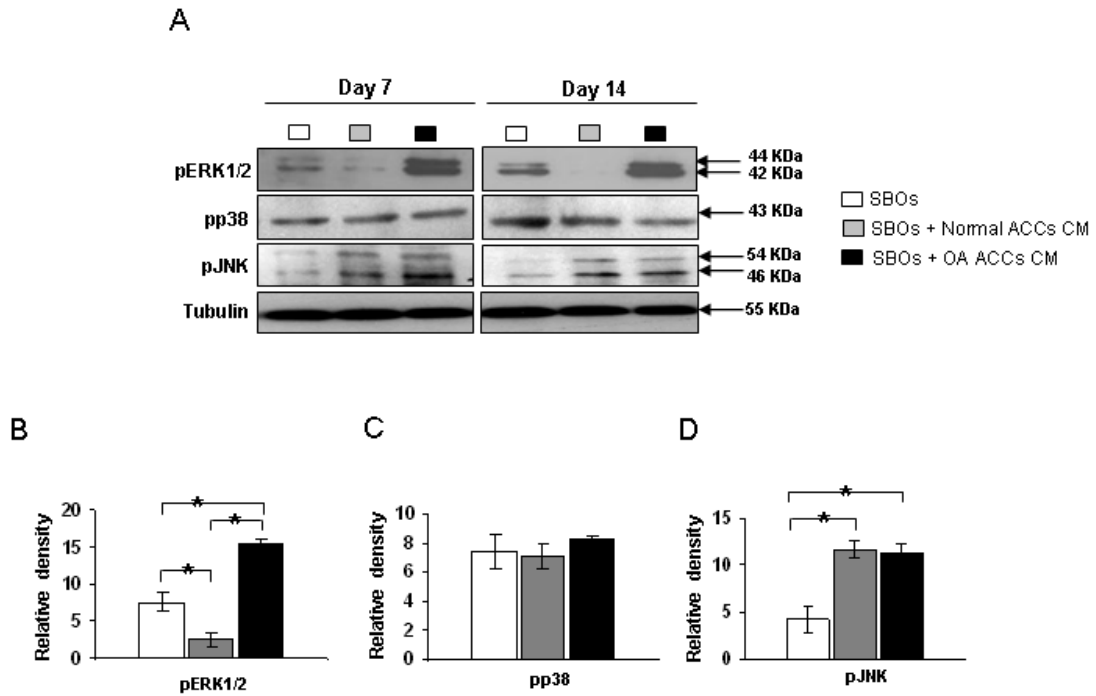 A
Day 7
Day 14
pERK1/2
44 KDa
42 KDa
pp38
43 KDa
pJNK
54 KDa
46 KDa
Tubulin
55 KDa
SBOs
SBOs + Normal ACCs CM
SBOs + OA ACCs CM
B
Relative density
20
15
10
5
0
*
*
*
pERK1/2
C
Relative density
10
8
6
4
2
0
pp38
D
Relative density
15
10
5
0
*
*
pJNK